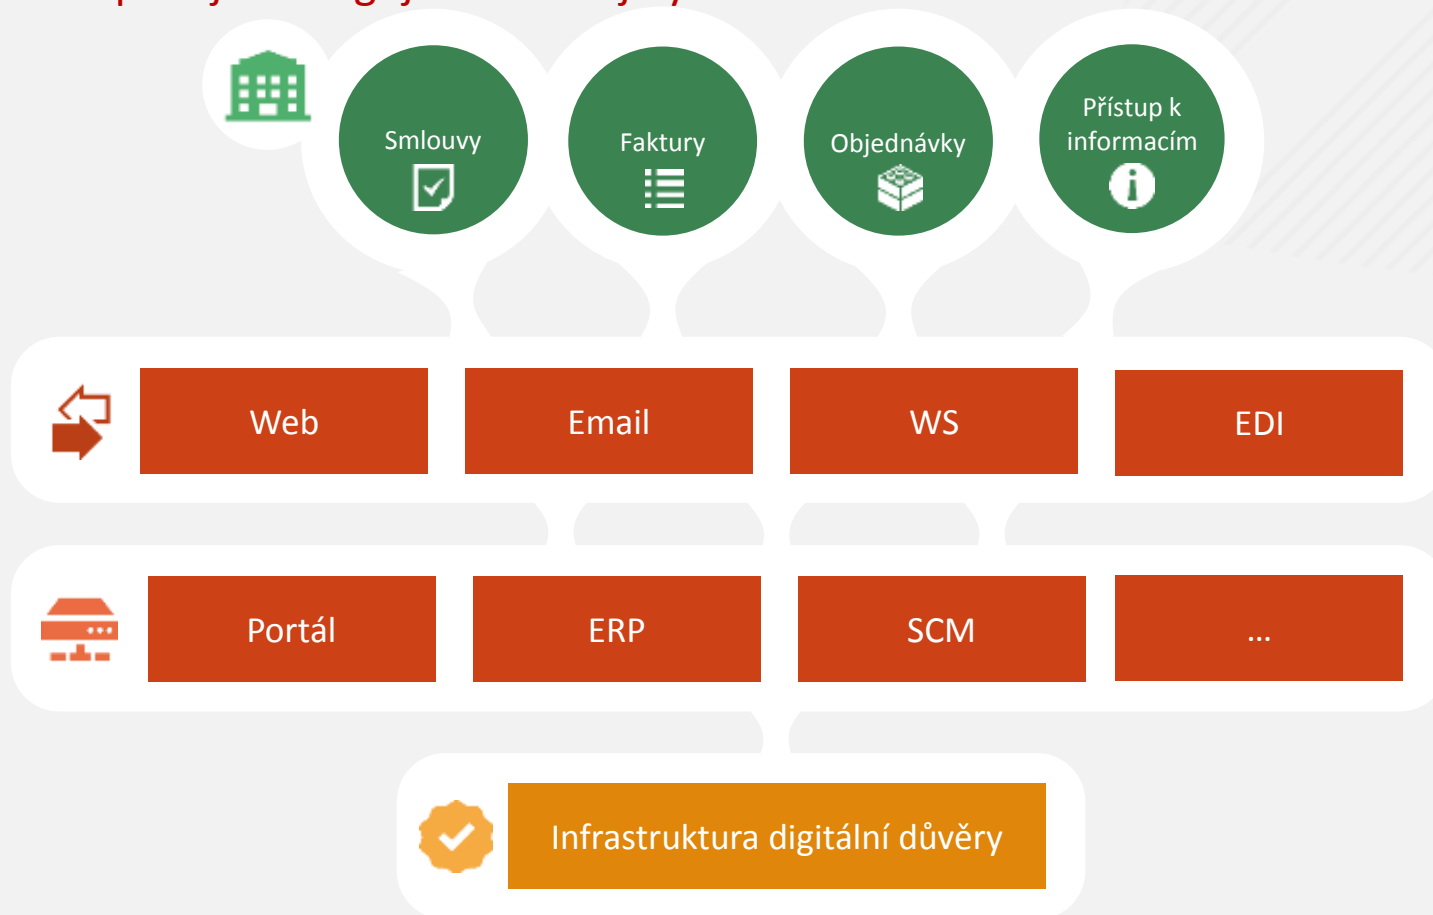 Smlouvy
Faktury
Objednávky
Přístup k
informacím
Web
Email
WS
EDI
Portál
ERP
SCM
...
Infrastruktura digitální důvěry